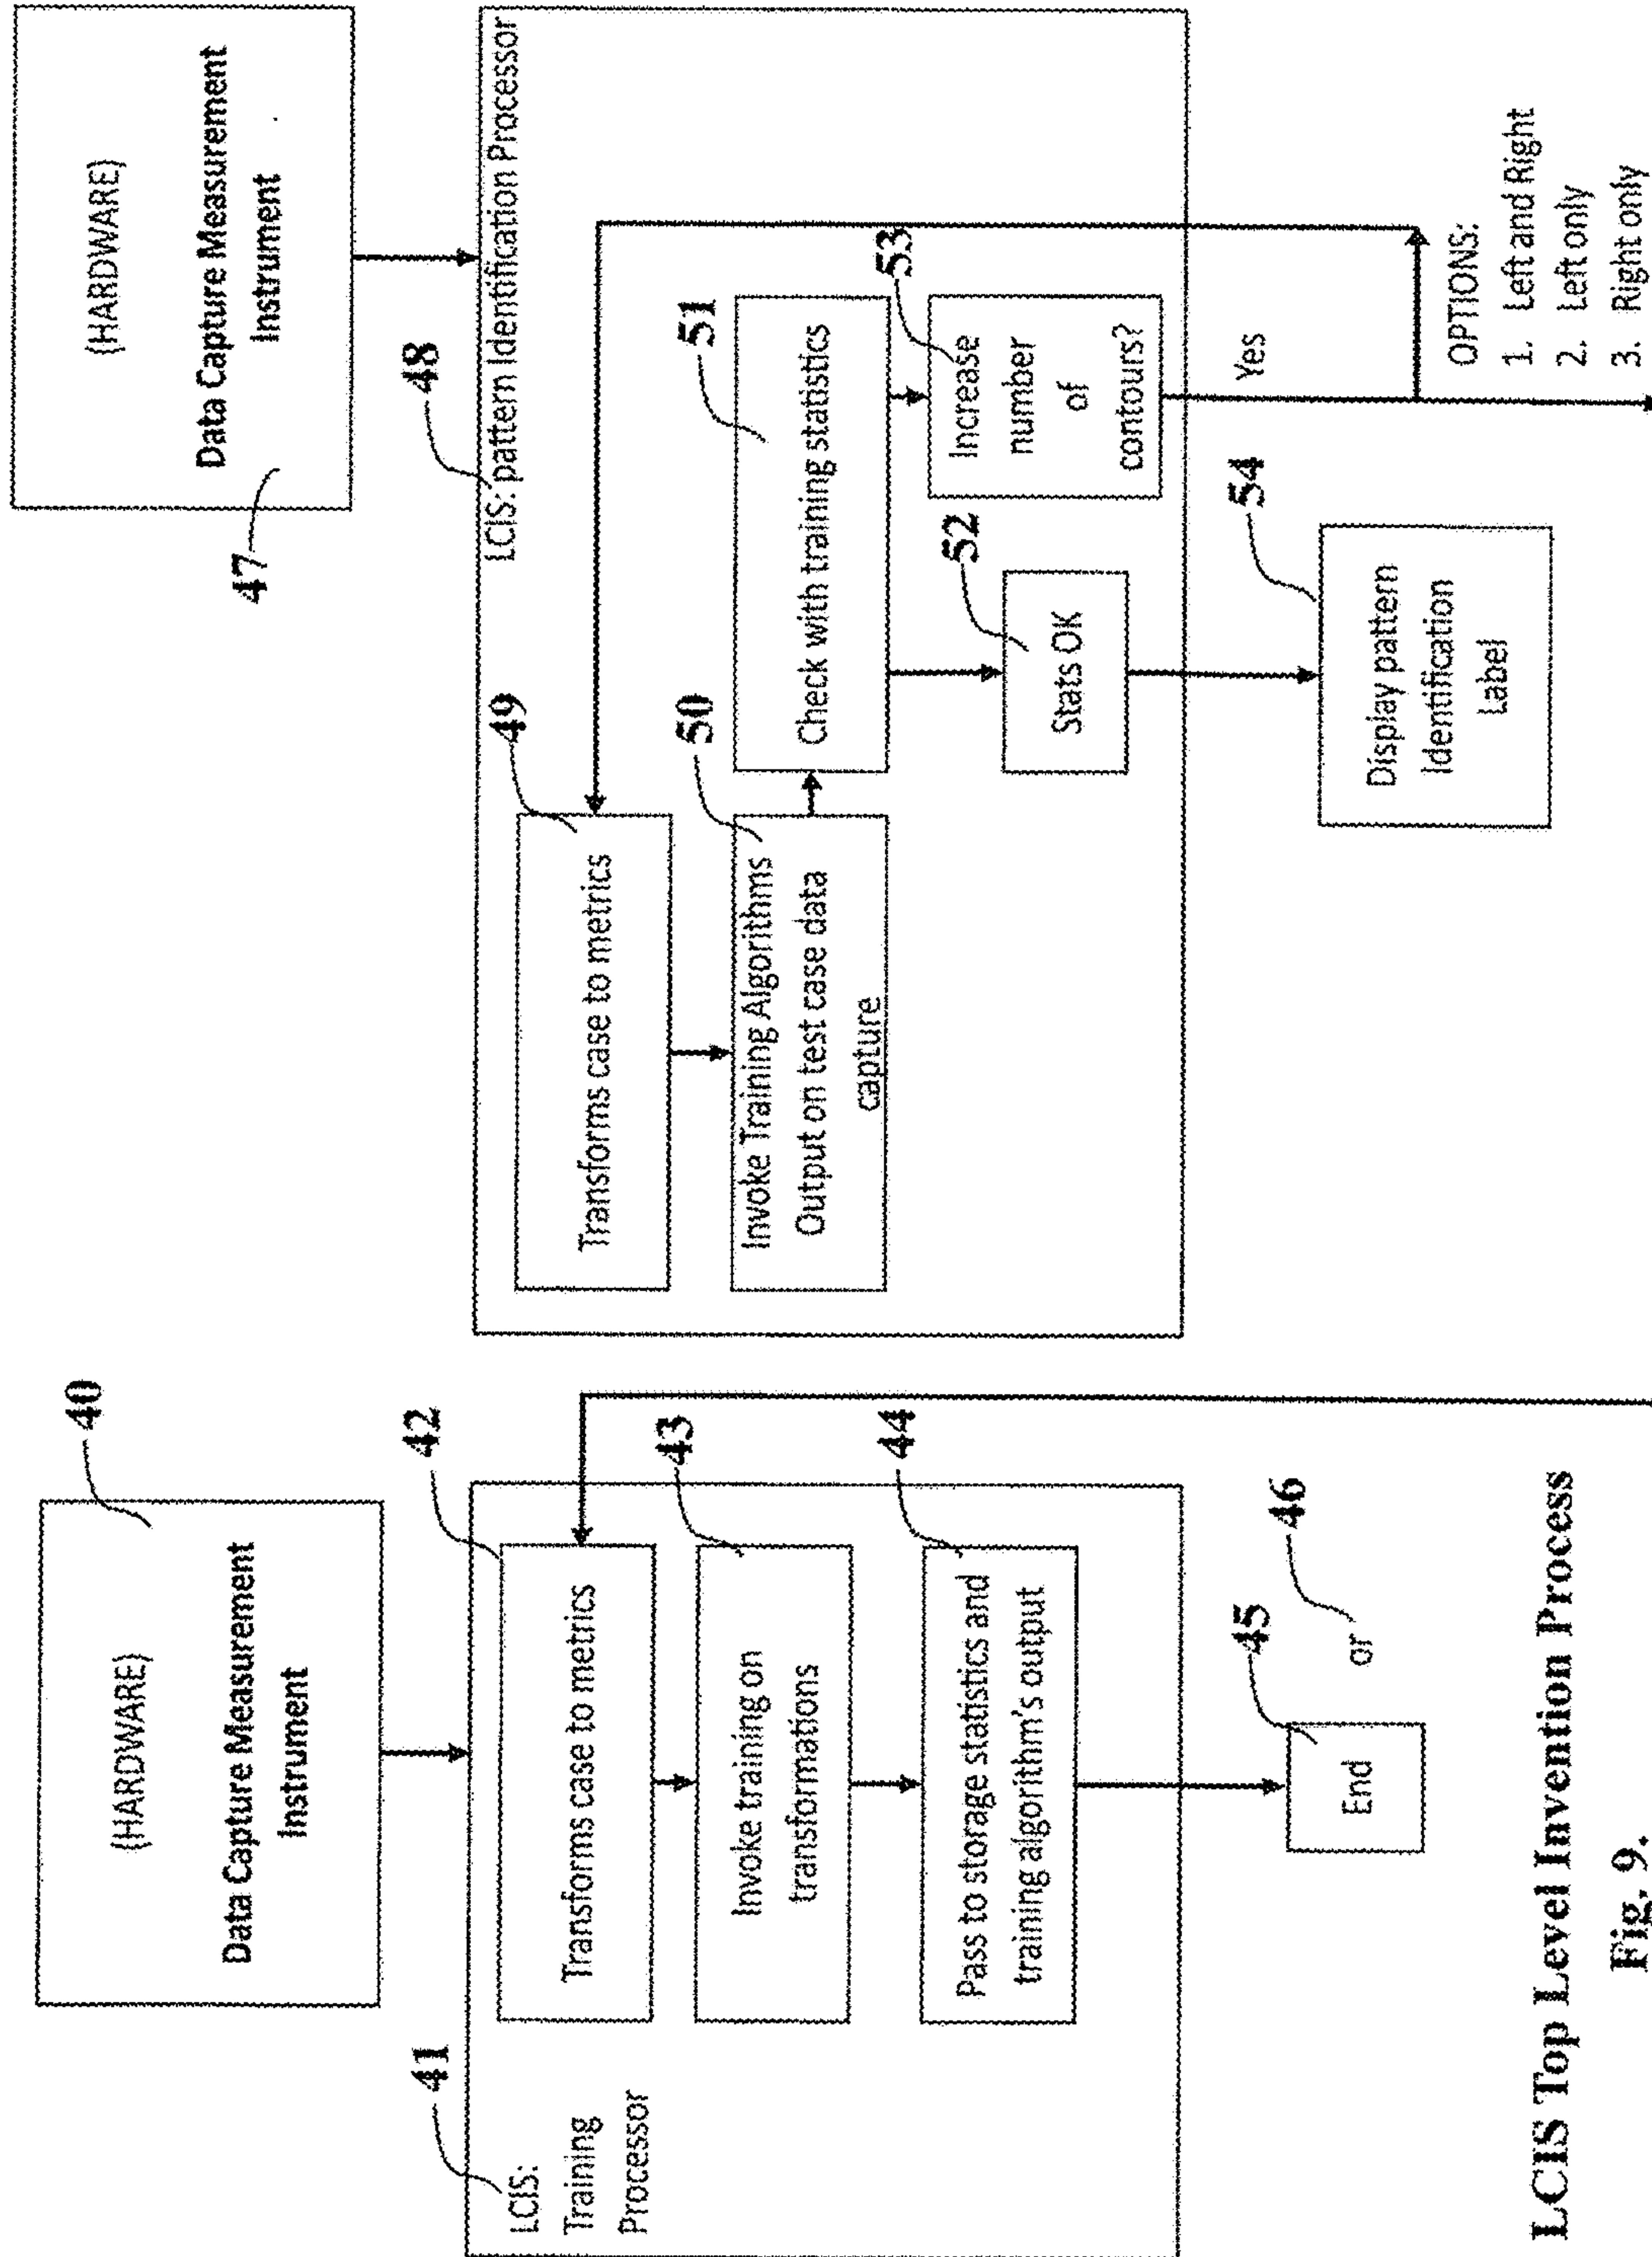 40
{HARDWARE}
Data Capture Measurement
Instrument
41
LCIS:
Training
Processor
42
Transforms case to metrics
43
Invoke training on
transformations
44
Pass to storage statistics and
training algorithm's output
45
End
or
46
47
{HARDWARE}
Data Capture Measurement
Instrument
48
LCIS: pattern Identification Processor
49
Transforms case to metrics
50
Invoke Training Algorithms
Output on test case data
capture
51
Check with training statistics
52
Stats OK
53
Increase
number
of
contours?
Yes
54
Display pattern
Identification
Label
OPTIONS:
1. Left and Right
2. Left only
3. Right only
LCIS Top Level Invention Process
Fig. 9.